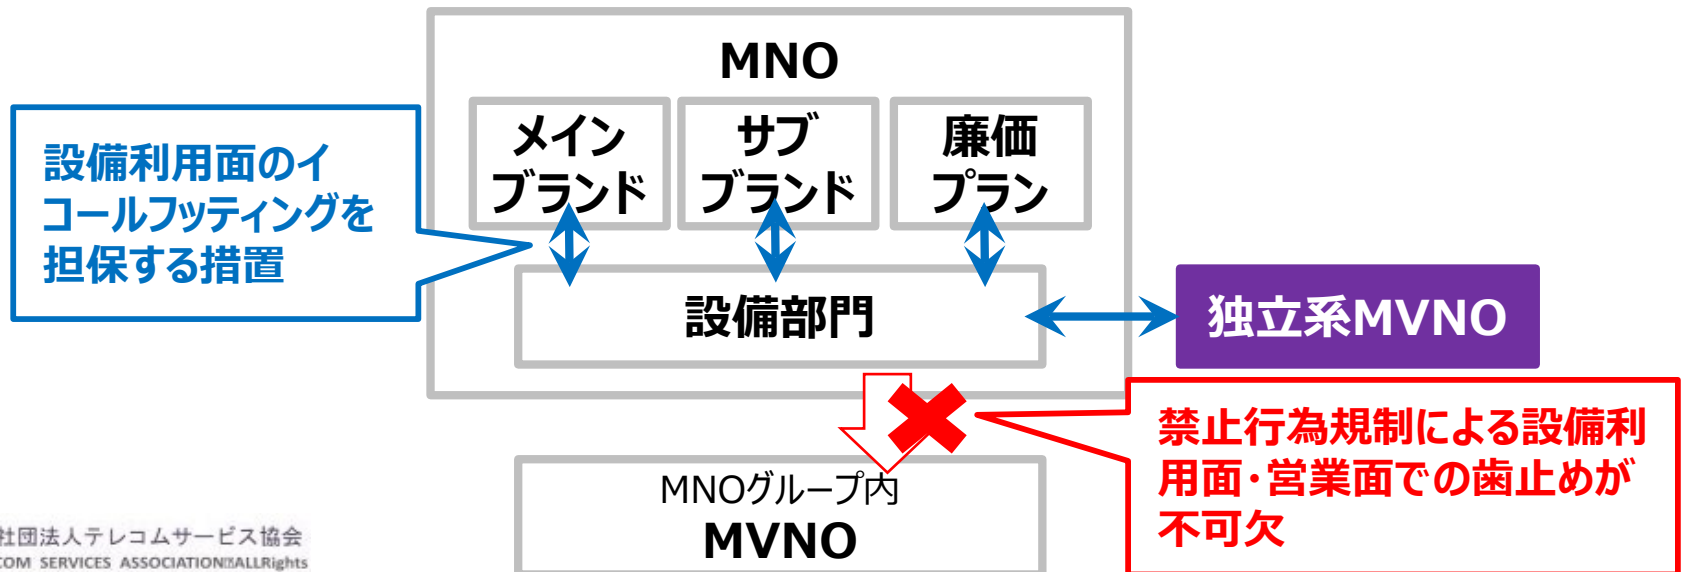 MNO
メイン
ブランド
サブ
ブランド
廉価
プラン
設備利用面のイ
コールフッティングを
担保する措置
設備部門
独立系MVNO
禁止行為規制による設備利
用面・営業面での歯止めが
不可欠
MNOグループ内
MVNO
社団法人テレコムサービス協会
COM SERVICES ASSOCIATION ALLRights